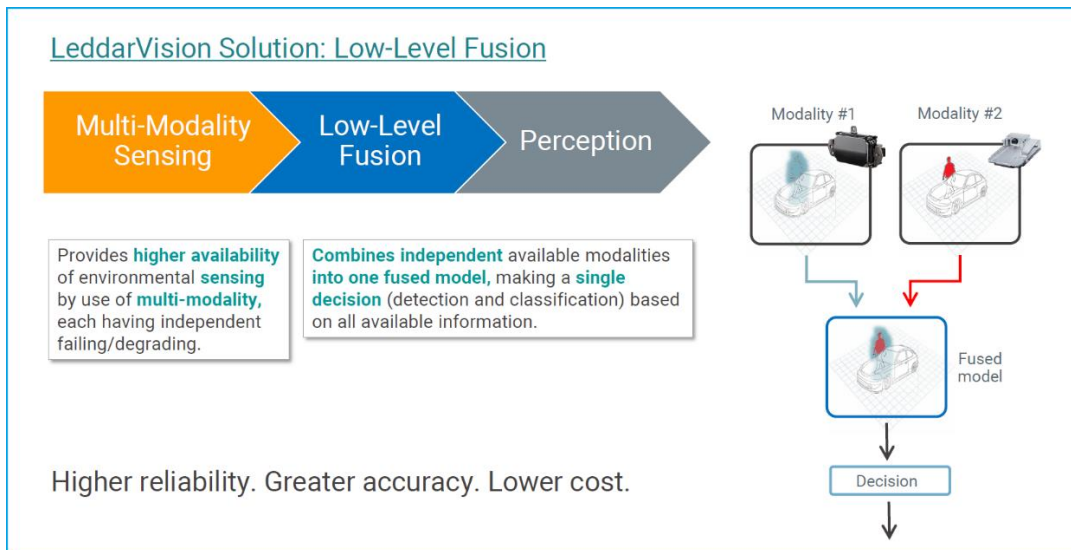 LeddarVision Solution: Low-Level Fusion
Multi-Modality
Sensing
Low-Level
Fusion
Perception
Provides higher availability
of environmental sensing
by use of multi-modality,
each having independent
failing/degrading.
Combines independent available modalities
into one fused model, making a single
decision (detection and classification) based
on all available information.
Higher reliability. Greater accuracy. Lower cost.
Modality #1
Modality #2
Fused
model
Decision